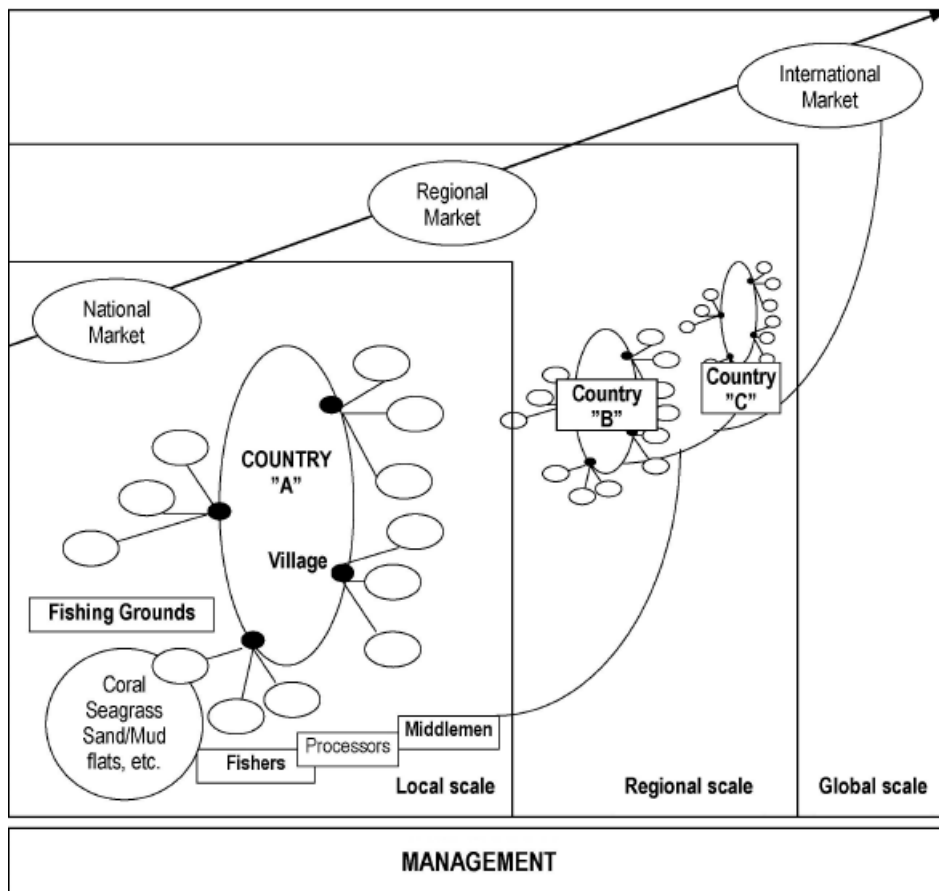 International
Market
Regional
Market
National
Market
COUNTRY
"A"
Village
Country
"B"
Country
"C"
Fishing Grounds
Coral
Seagrass
Sand/Mud
flats, etc.
Fishers
Processors
Middlemen
Local scale
Regional scale
Global scale
MANAGEMENT